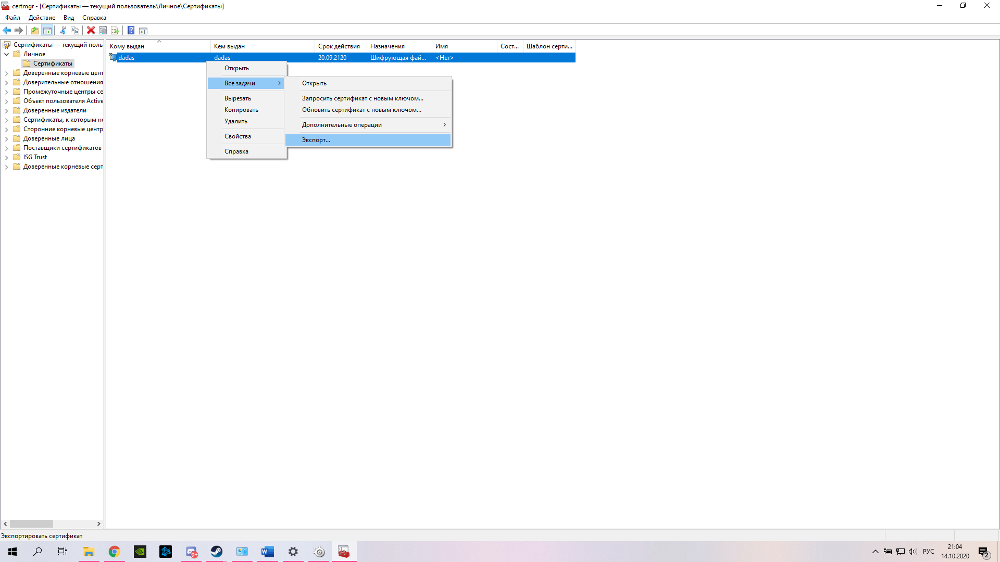 certmgr - [Сертификаты — текущий пользователь\Личное\Сертификаты]
Файл Действие Вид Справка
Сертификаты — текущий поль
Личное
Сертификаты
Доверенные корневые цент
Доверительные отношения
Промежуточные центры се
Объект пользователя Active
Доверенные издатели
Сертификаты, к которым не
Сторонние корневые центр
Доверенные лица
Поставщики сертификатов
ISG Trust
Доверенные корневые серт
Кому выдан Кем выдан Срок действия Назначения Имя Сост... Шаблон серти...
dadas dadas 20.09.2120 Шифрующая фай... <Нет>
Открыть
Все задачи
Вырезать
Копировать
Удалить
Свойства
Справка
Открыть
Запросить сертификат с новым ключом...
Обновить сертификат с новым ключом...
Дополнительные операции
Экспорт...
Экспортировать сертификат
9+
РУС
21:04
14.10.2020
2